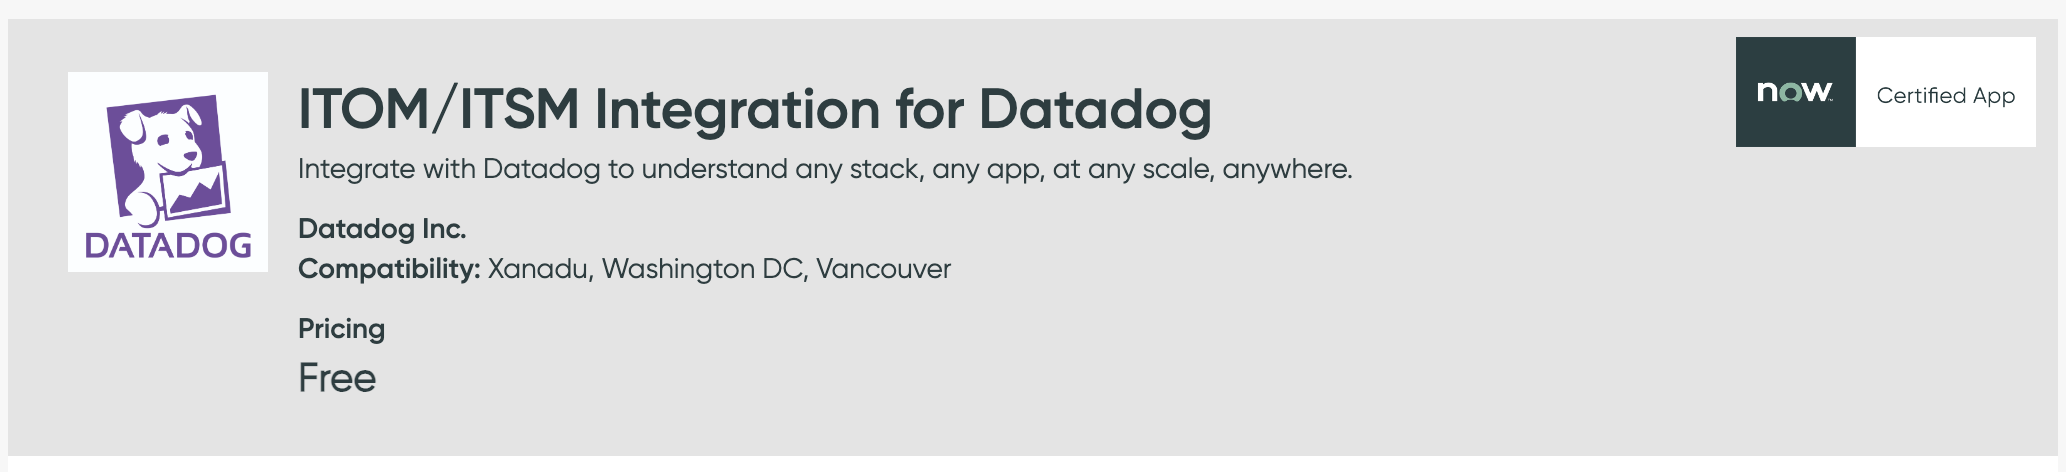 DATADOG
ITOM/ITSM Integration for Datadog
Integrate with Datadog to understand any stack, any app, at any scale, anywhere.
Datadog Inc.
Compatibility: Xanadu, Washington DC, Vancouver
Pricing
Free
now
Certified App